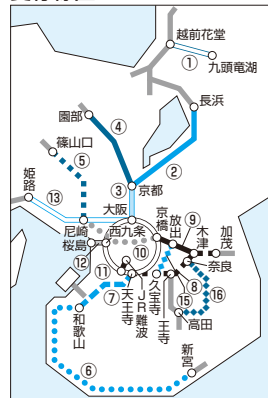 越前花堂
①
九頭竜湖
長浜
園部
④
篠山口
⑤
②
姫路
⑬
③
京都
大阪
京橋
放出
⑨
木津
加茂
尼崎
西九条
桜島
⑩
奈良
⑫
⑪
⑦
天王寺
JR難波
久宝寺
⑮
王寺
⑧
⑯
高田
和歌山
⑥
新宮